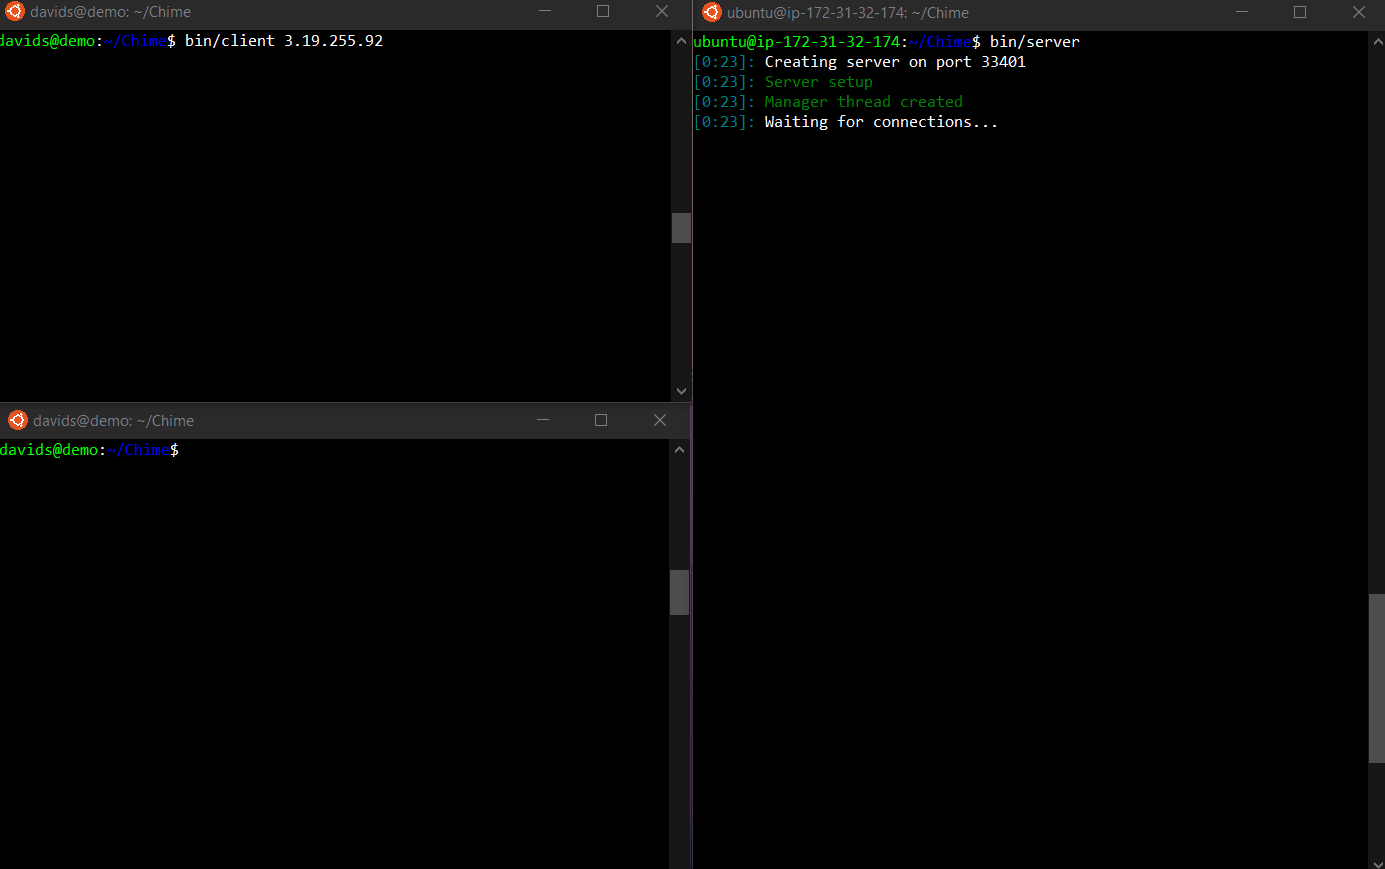 davids@demo: ~/Chime
davids@demo:~/Chime$ bin/client 3.19.255.92
davids@demo: ~/Chime
davids@demo:~/Chime$
ubuntu@ip-172-31-32-174: ~/Chime
ubuntu@ip-172-31-32-174:~/Chime$ bin/server
[0:23]: Creating server on port 33401
[0:23]: Server setup
[0:23]: Manager thread created
[0:23]: Waiting for connections...